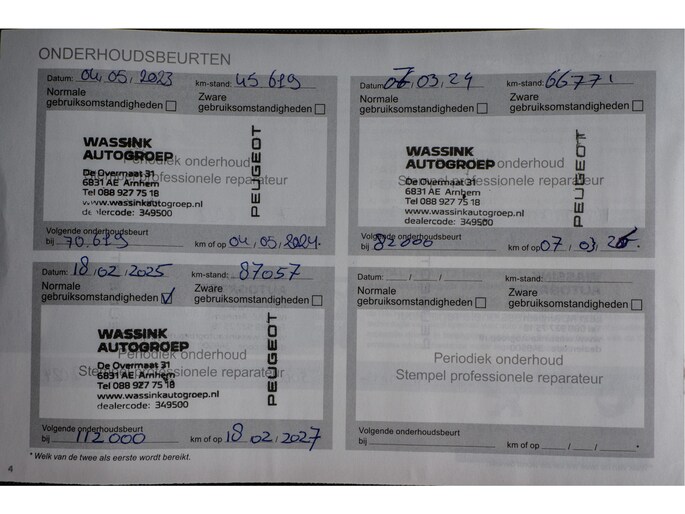 ONDERHOUDSBEURTEN
Datum: 04, 05, 2023 km-stand: 45.619
Normale gebruiksomstandigheden
Zware gebruiksomstandigheden
WASSINK
AUTOGROEP
Periodiek onderhoud
De Overmaat 31
Stempel professionele reparateur
6831 AE Arnhem
Tel 088 927 75 18
www.wassinkautogroep.nl
dealercode: 349500
PEUGEOT
Volgende onderhoudsbeurt
bij 70.619 km of op 04, 05, 2024 *
Datum: 07, 03, 24 km-stand: 66771
Normale gebruiksomstandigheden
Zware gebruiksomstandigheden
WASSINK
AUTOGROEP
Periodiek onderhoud
De Overmaat 31
Stempel professionele reparateur
6831 AE Arnhem
Tel 088 927 75 18
www.wassinkautogroep.nl
dealercode: 349500
PEUGEOT
Volgende onderhoudsbeurt
bij km of op 07, 03,
Datum: 18, 02, 2025 km-stand: 87057
Normale gebruiksomstandigheden
Zware gebruiksomstandigheden
WASSINK
AUTOGROEP
Periodiek onderhoud
De Overmaat 31
Stempel professionele reparateur
6831 AE Arnhem
Tel 088 927 75 18
www.wassinkautogroep.nl
dealercode: 349500
PEUGEOT
Volgende onderhoudsbeurt
bij 112000 km of op 18, 02, 2027
Datum: / / km-stand:
Normale gebruiksomstandigheden
Zware gebruiksomstandigheden
Periodiek onderhoud
Stempel professionele reparateur
Volgende onderhoudsbeurt
bij km of op / / *
* Welk van de twee als eerste wordt bereikt.
4